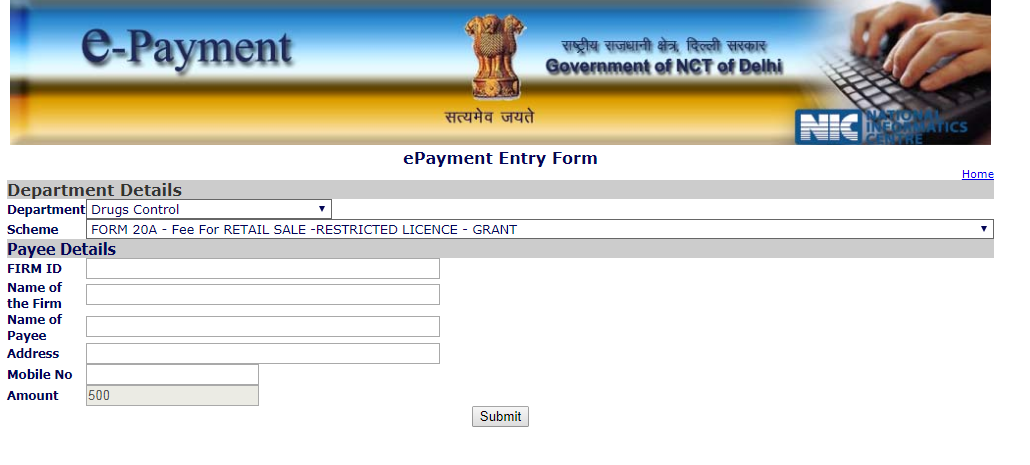 e-Payment
राष्ट्रीय राजधानी क्षेत्र, दिल्ली सरकार
Government of NCT of Delhi
सत्यमेव जयते
NIC NATIONAL
INFORMATICS
CENTRE
ePayment Entry Form
Home
Department Details
Department Drugs Control
Scheme FORM 20A - Fee For RETAIL SALE -RESTRICTED LICENCE - GRANT
Payee Details
FIRM ID
Name of
the Firm
Name of
Payee
Address
Mobile No
Amount 500
Submit